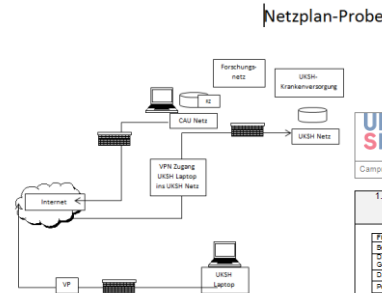 Netzplan-Probe
Forschungs-
netz
UKSH-
Krankenversorgung
KI
CAU Netz
UKSH Netz
VPN Zugang
UKSH Laptop
ins UKSH Netz
Internet
Camp
1.
VP
UKSH
Laptop